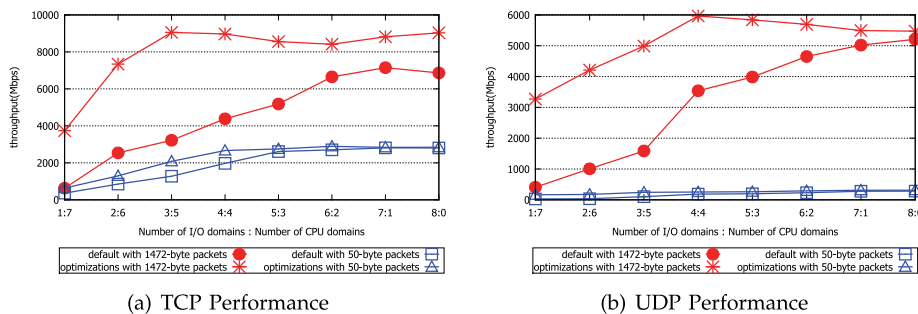 10000
8000
6000
4000
2000
0
throughput(Mbps)
1:7 2:6 3:5 4:4 5:3 6:2 7:1 8:0
Number of I/O domains : Number of CPU domains
default with 1472-byte packets default with 50-byte packets
optimizations with 1472-byte packets optimizations with 50-byte packets
(a) TCP Performance
6000
5000
4000
3000
2000
1000
0
throughput(Mbps)
1:7 2:6 3:5 4:4 5:3 6:2 7:1 8:0
Number of I/O domains : Number of CPU domains
default with 1472-byte packets default with 50-byte packets
optimizations with 1472-byte packets optimizations with 50-byte packets
(b) UDP Performance